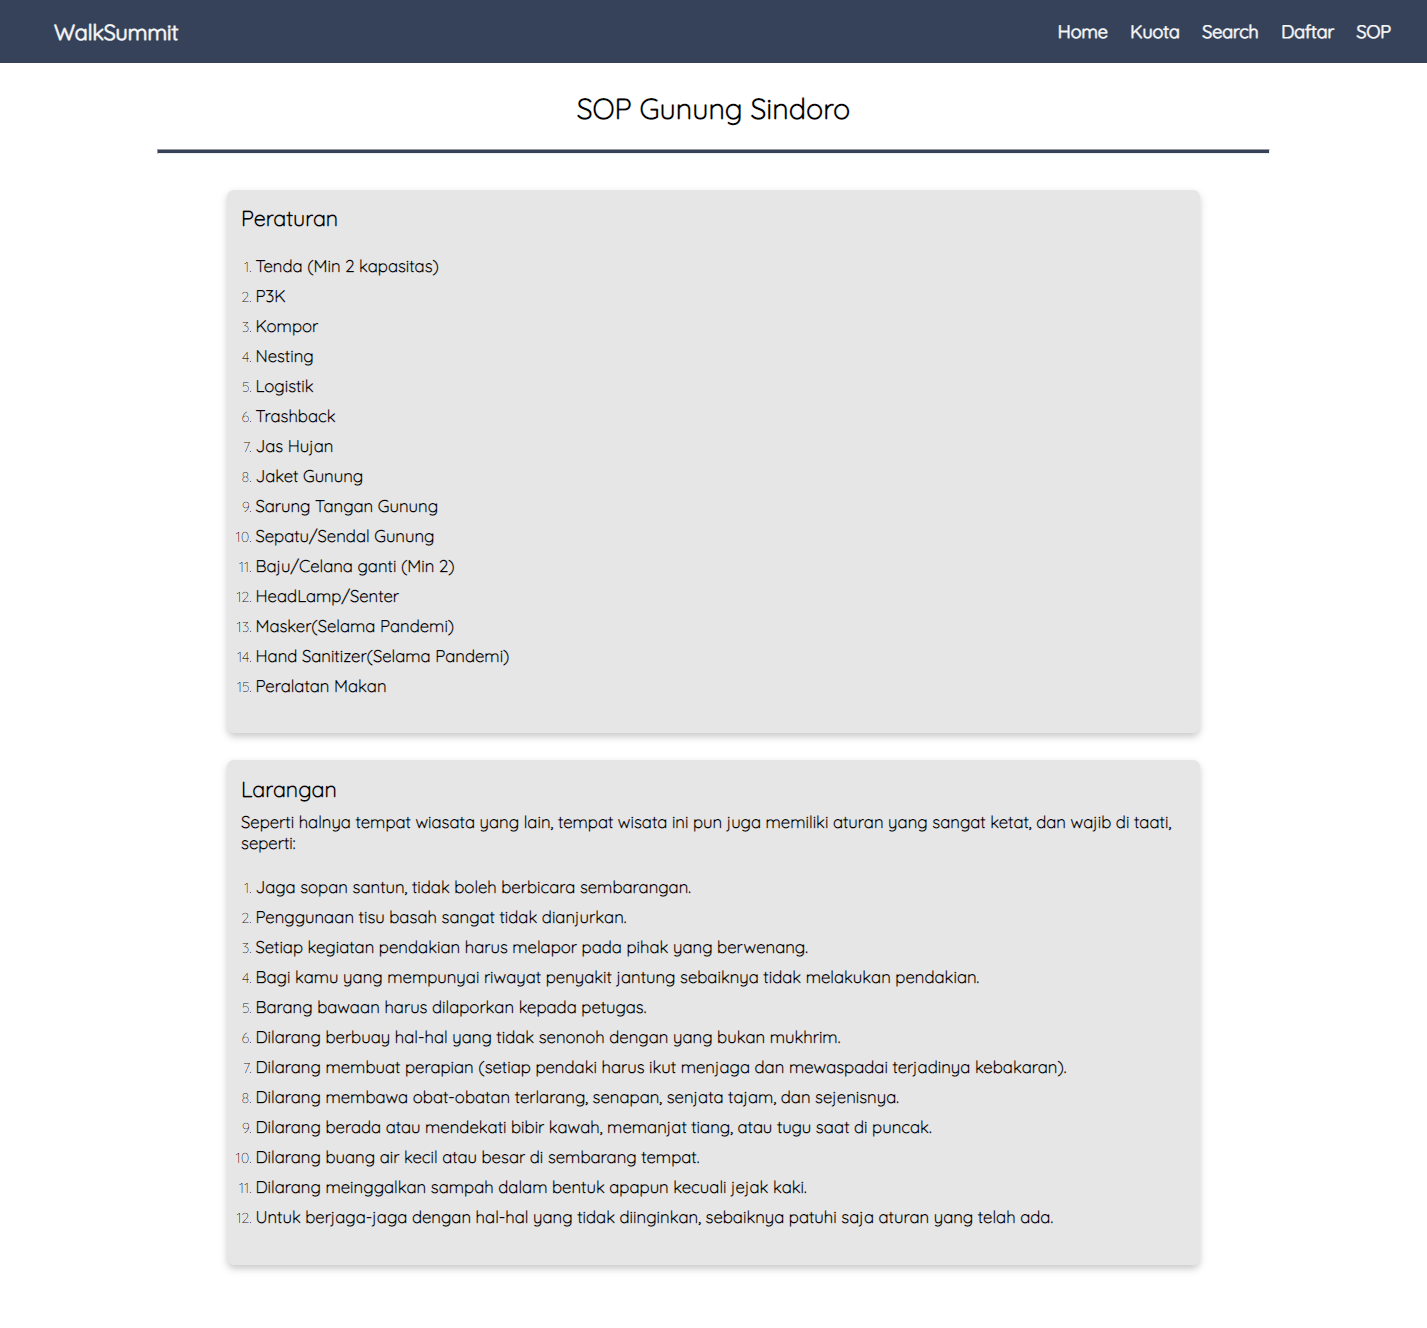 WalkSummit
Home Kuota Search Daftar SOP
SOP Gunung Sindoro
Peraturan
1. Tenda (Min 2 kapasitas)
2. P3K
3. Kompor
4. Nesting
5. Logistik
6. Trashback
7. Jas Hujan
8. Jaket Gunung
9. Sarung Tangan Gunung
10. Sepatu/Sendal Gunung
11. Baju/Celana ganti (Min 2)
12. HeadLamp/Senter
13. Masker(Selama Pandemi)
14. Hand Sanitizer(Selama Pandemi)
15. Peralatan Makan
Larangan
Seperti halnya tempat wiasata yang lain, tempat wisata ini pun juga memiliki aturan yang sangat ketat, dan wajib di taati,
seperti:
1. Jaga sopan santun, tidak boleh berbicara sembarangan.
2. Penggunaan tisu basah sangat tidak dianjurkan.
3. Setiap kegiatan pendakian harus melapor pada pihak yang berwenang.
4. Bagi kamu yang mempunyai riwayat penyakit jantung sebaiknya tidak melakukan pendakian.
5. Barang bawaan harus dilaporkan kepada petugas.
6. Dilarang berbuay hal-hal yang tidak senonoh dengan yang bukan mukhrim.
7. Dilarang membuat perapian (setiap pendaki harus ikut menjaga dan mewaspadai terjadinya kebakaran).
8. Dilarang membawa obat-obatan terlarang, senapan, senjata tajam, dan sejenisnya.
9. Dilarang berada atau mendekati bibir kawah, memanjat tiang, atau tugu saat di puncak.
10. Dilarang buang air kecil atau besar di sembarang tempat.
11. Dilarang meinggalkan sampah dalam bentuk apapun kecuali jejak kaki.
12. Untuk berjaga-jaga dengan hal-hal yang tidak diinginkan, sebaiknya patuhi saja aturan yang telah ada.